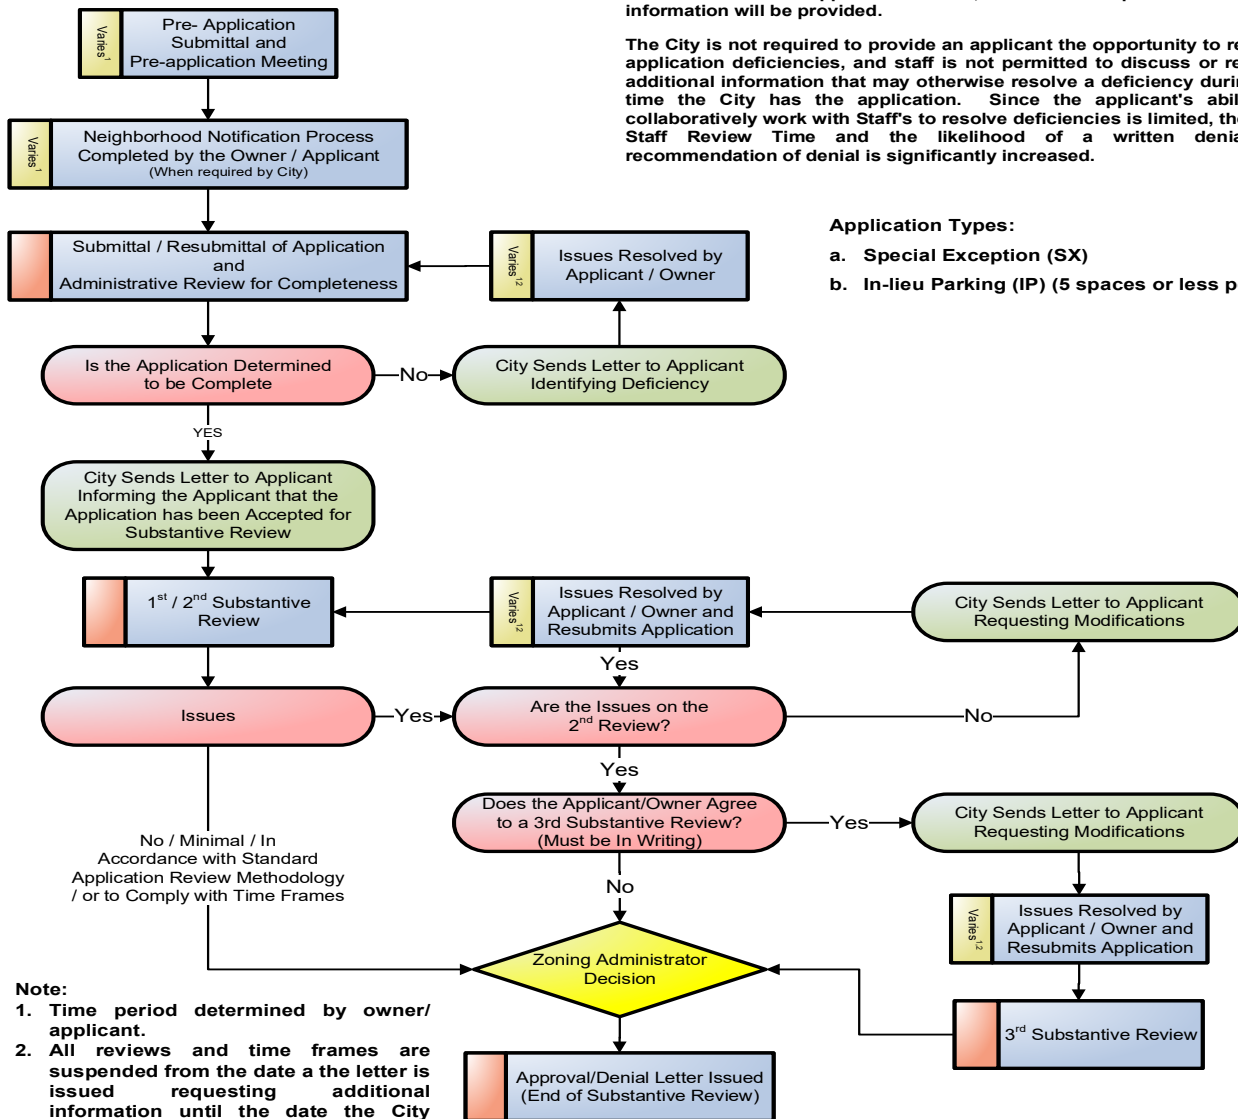 information will be provided.
The City is not required to provide an applicant the opportunity to
application deficiencies, and staff is not permitted to discuss or
additional information that may otherwise resolve a deficiency
time the City has the application. Since the applicant's
collaboratively work with Staff's to resolve deficiencies is limited,
Staff Review Time and the likelihood of a written
recommendation of denial is significantly increased.
Application Types:
a. Special Exception (SX)
b. In-lieu Parking (IP) (5 spaces or less
Varies1
Pre- Application
Submittal and
Pre-application Meeting
Varies1
Neighborhood Notification Process
Completed by the Owner / Applicant
(When required by City)
Submittal / Resubmittal of Application
and
Administrative Review for Completeness
Varies1,2
Issues Resolved by
Applicant / Owner
Is the Application Determined
to be Complete
No
City Sends Letter to Applicant
Identifying Deficiency
YES
City Sends Letter to Applicant
Informing the Applicant that the
Application has been Accepted for
Substantive Review
1st / 2nd Substantive
Review
Varies1,2
Issues Resolved by
Applicant / Owner and
Resubmits Application
City Sends Letter to Applicant
Requesting Modifications
Yes
Issues
Yes
Are the Issues on the
2nd Review?
No
Yes
Does the Applicant/Owner Agree
to a 3rd Substantive Review?
(Must be In Writing)
Yes
City Sends Letter to Applicant
Requesting Modifications
No / Minimal / In
Accordance with Standard
Application Review Methodology
/ or to Comply with Time Frames
No
Varies1,2
Issues Resolved by
Applicant / Owner and
Resubmits Application
Zoning Administrator
Decision
3rd Substantive Review
Approval/Denial Letter Issued
(End of Substantive Review)
Note:
1. Time period determined by owner/
applicant.
2. All reviews and time frames are
suspended from the date a the letter is
issued requesting additional
information until the date the City